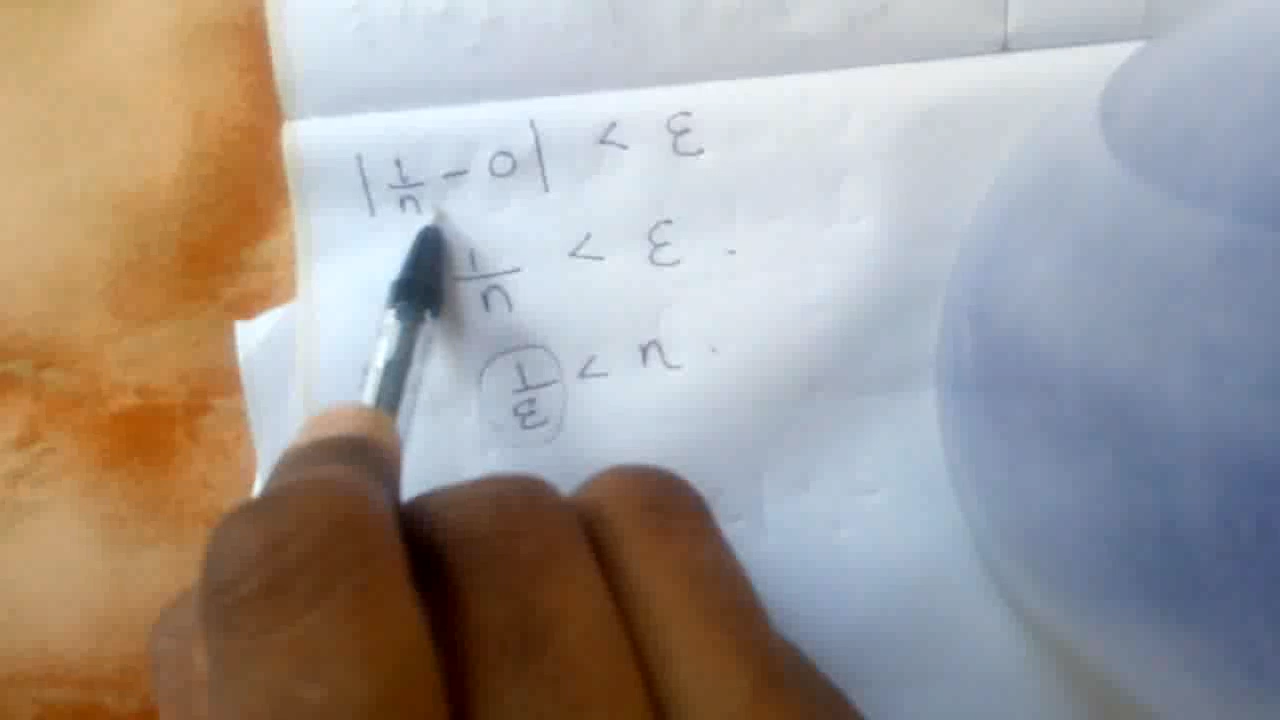 |1/n - 0| < ε
1/n < ε .
1/ε < n .